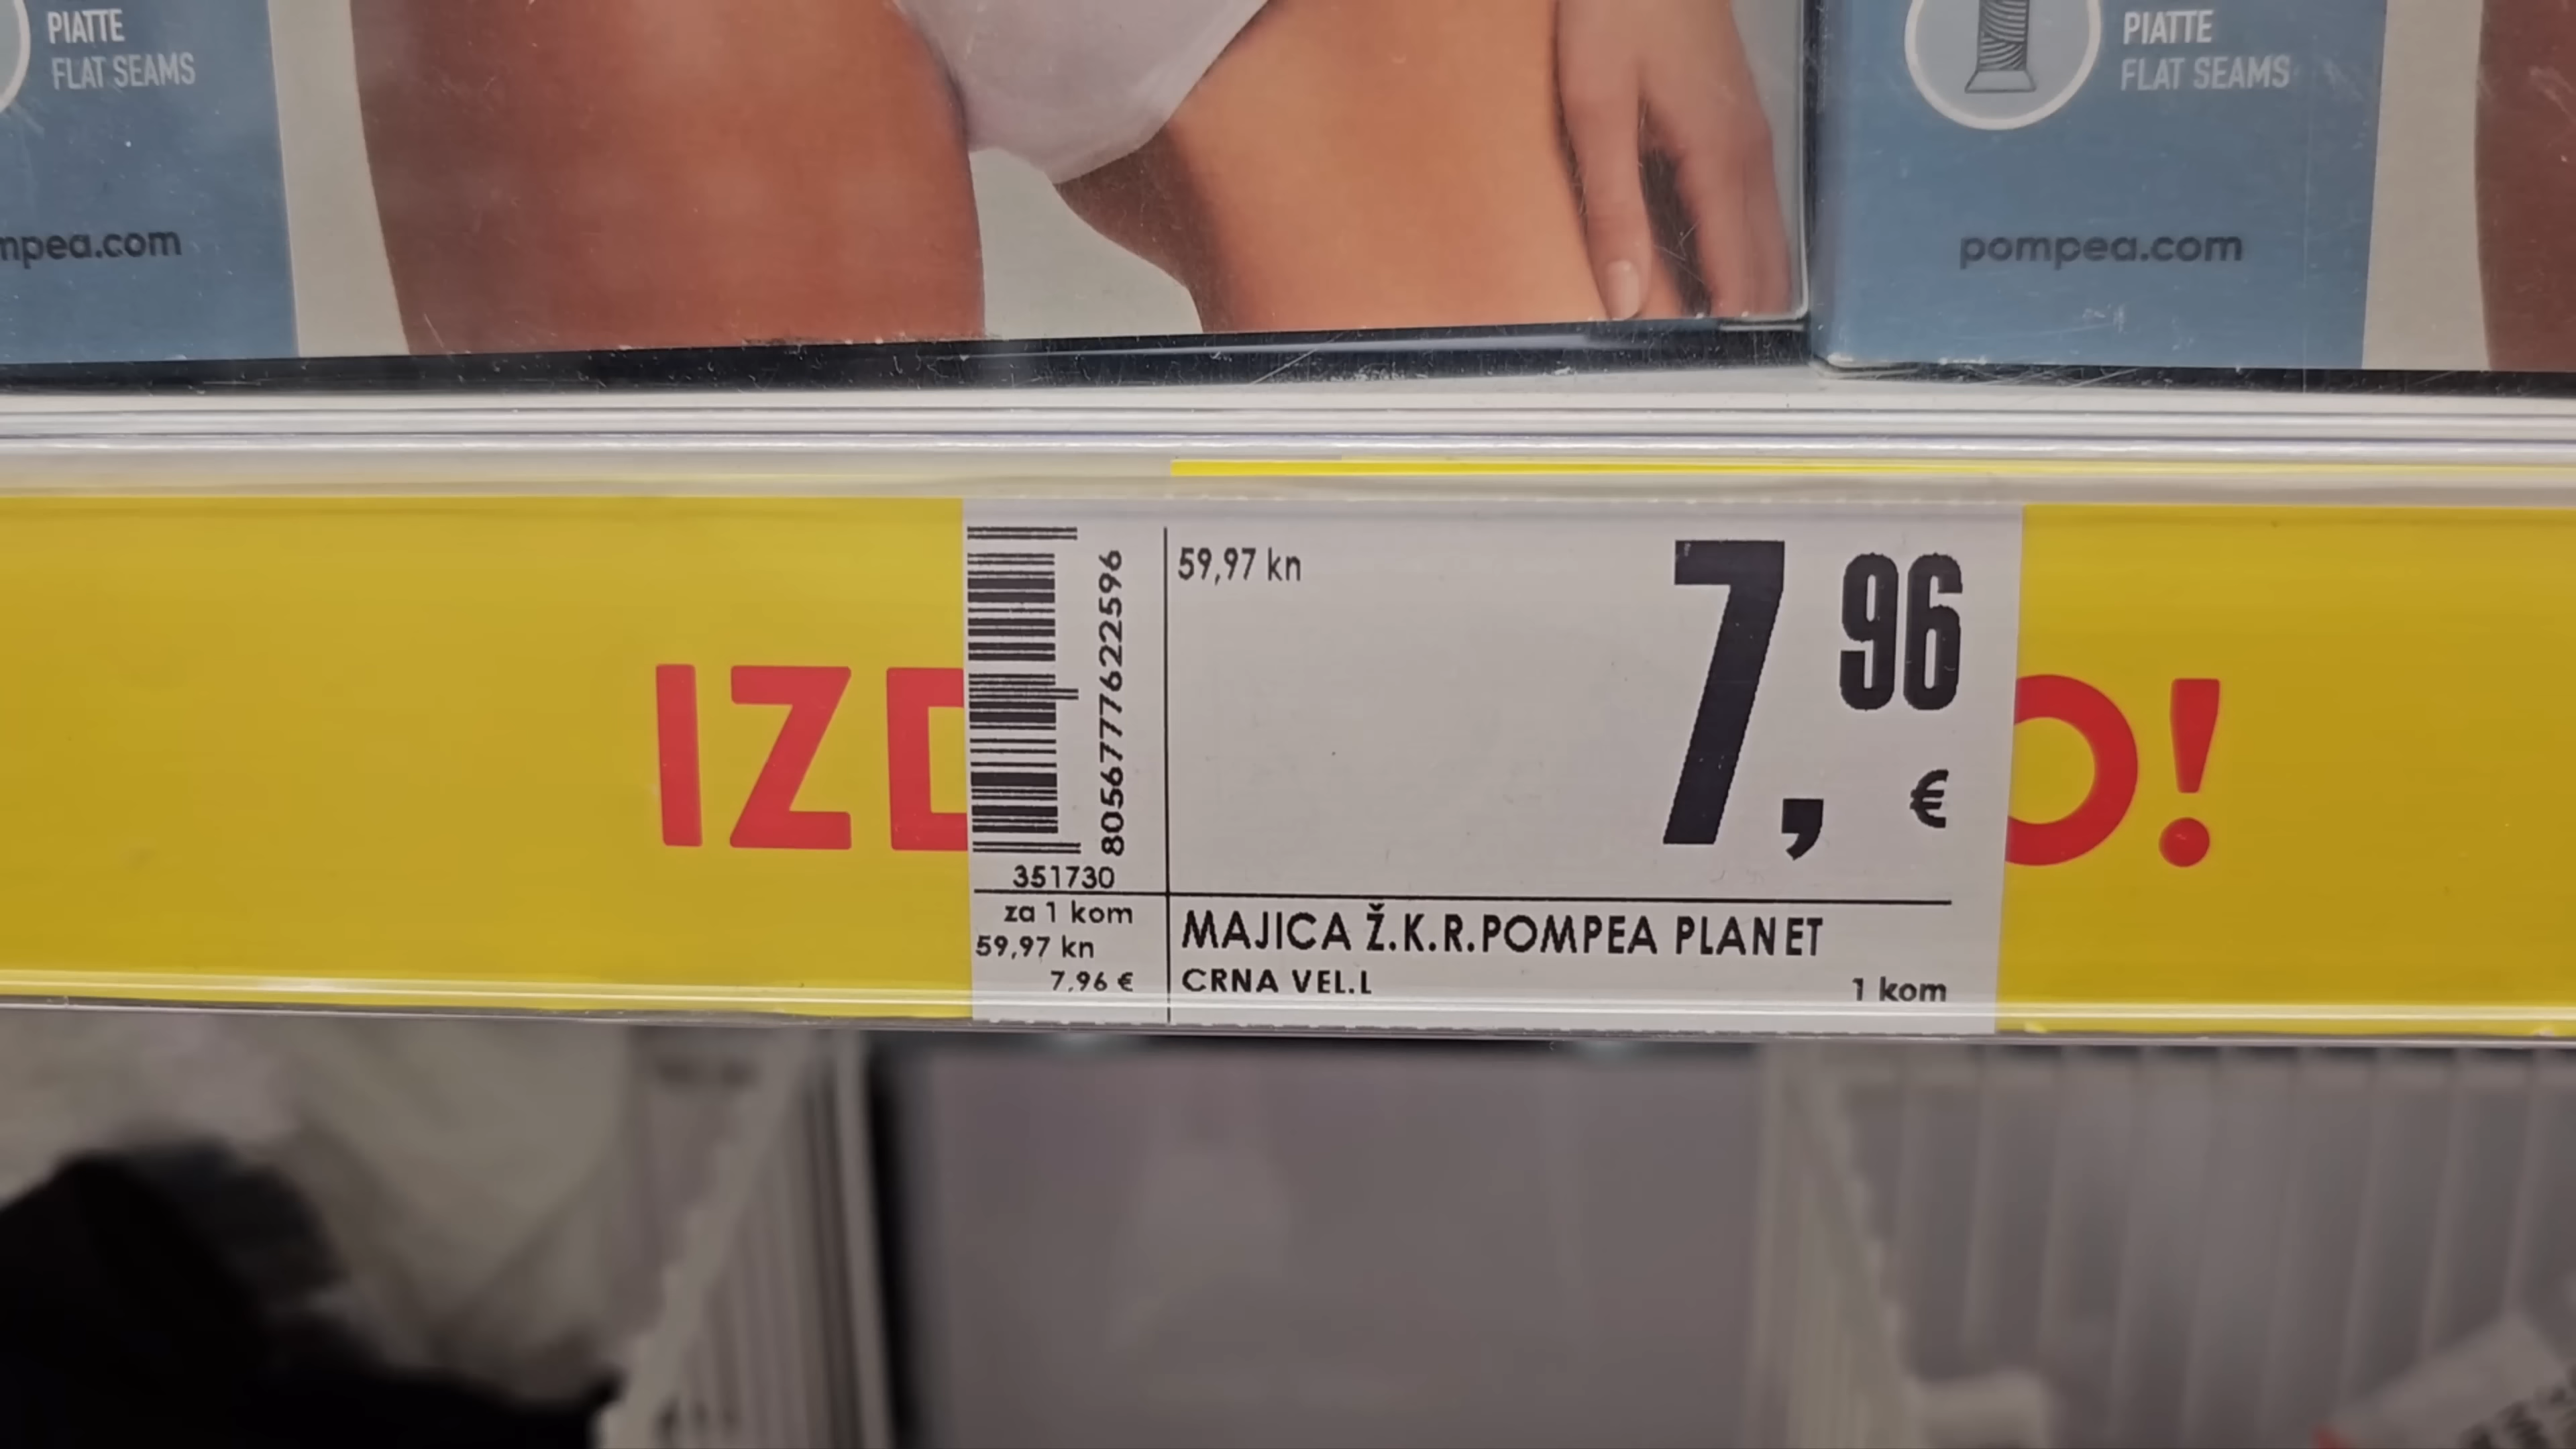 PIATTE
FLAT SEAMS
mpea.com
PIATTE
FLAT SEAMS
pompea.com
IZD
O!
8056777622596
351730
za 1 kom
59,97 kn
7,96 €
59,97 kn
7,96 €
MAJICA Ž.K.R.POMPEA PLANET
CRNA VEL.L
1 kom